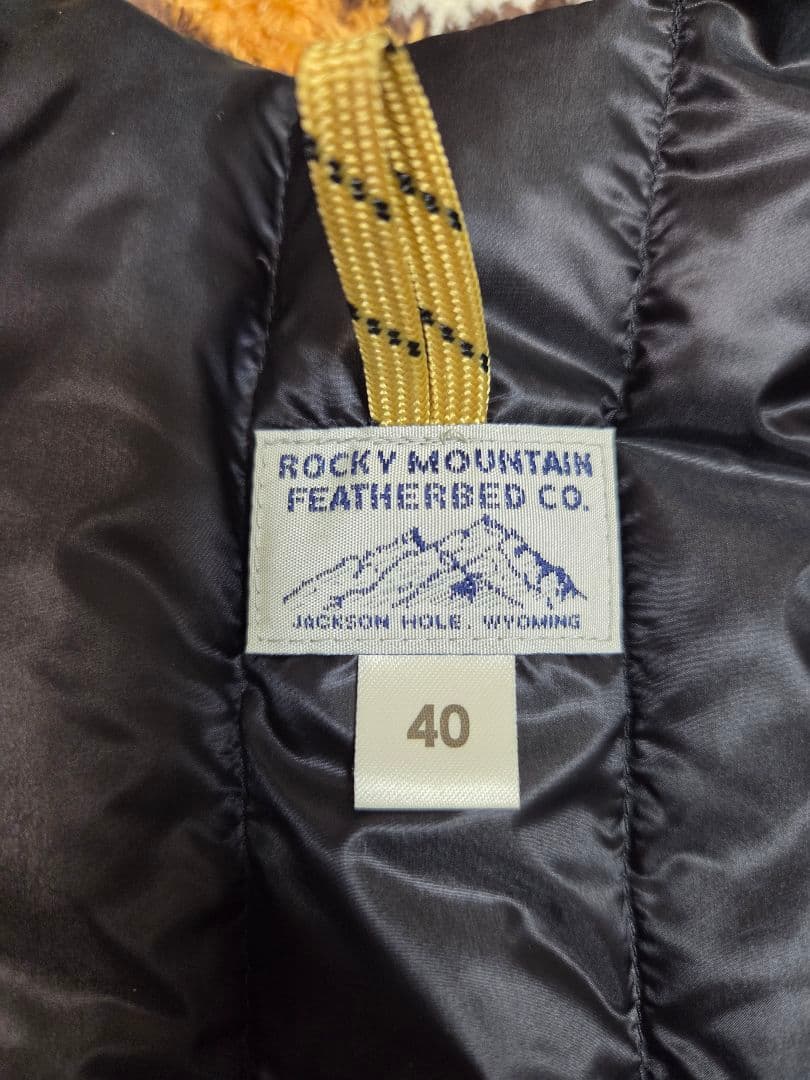 ROCKY MOUNTAIN
FEATHERBED CO.
JACKSON HOLE. WYOMING
40